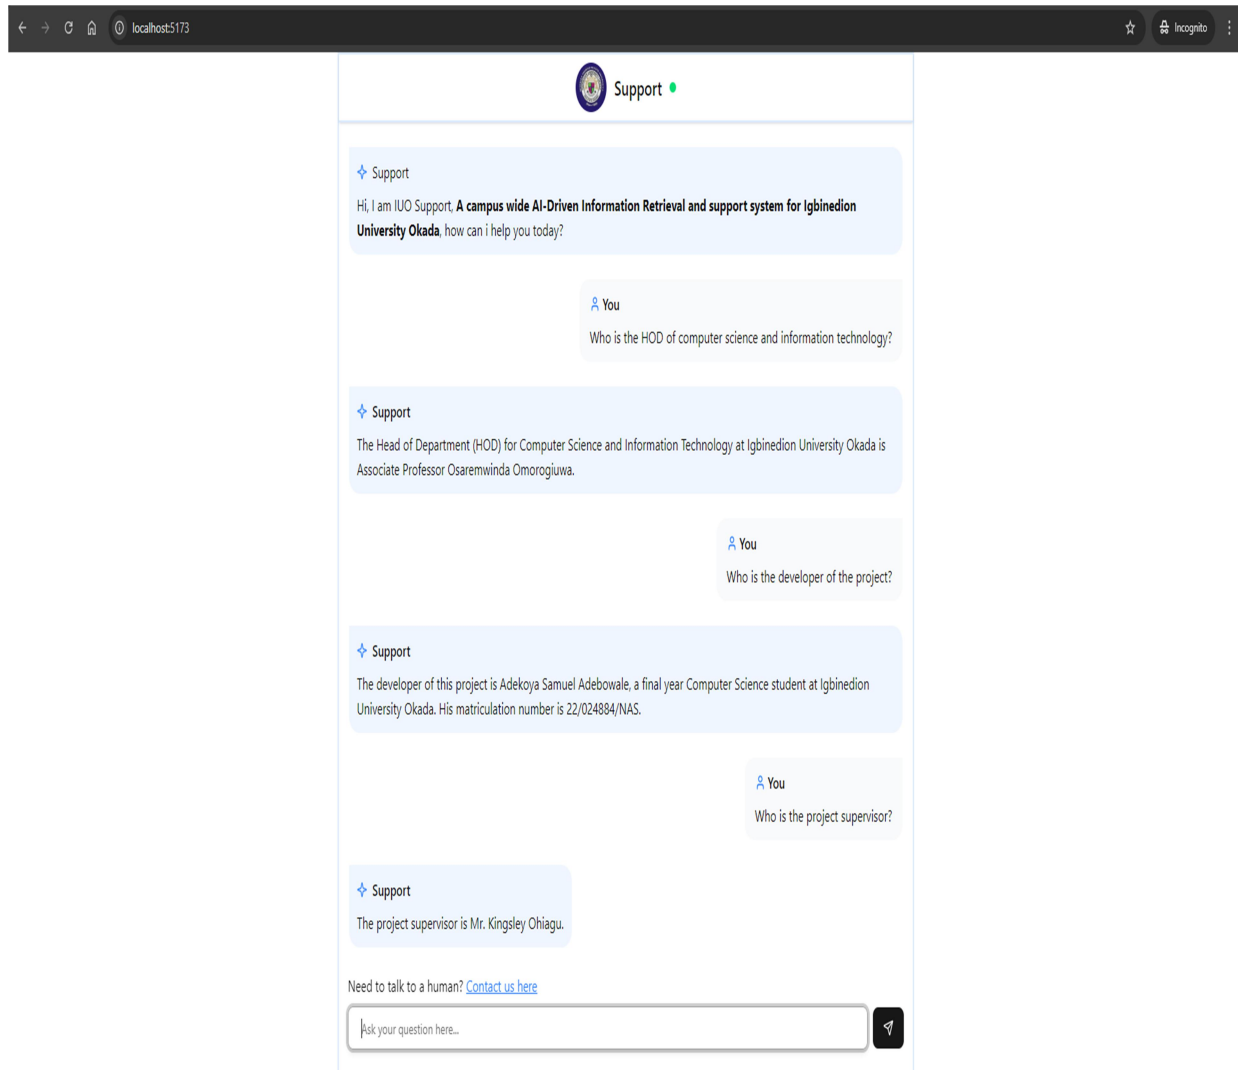 localhost:5173
Incognito
Support
Support
Hi, I am IUO Support, A campus wide AI-Driven Information Retrieval and support system for Igbinedion
University Okada, how can i help you today?
You
Who is the HOD of computer science and information technology?
Support
The Head of Department (HOD) for Computer Science and Information Technology at Igbinedion University Okada is
Associate Professor Osaremwinda Omorogiuwa.
You
Who is the developer of the project?
Support
The developer of this project is Adekoya Samuel Adebowale, a final year Computer Science student at Igbinedion
University Okada. His matriculation number is 22/024884/NAS.
You
Who is the project supervisor?
Support
The project supervisor is Mr. Kingsley Ohiagu.
Need to talk to a human? Contact us here
Ask your question here...